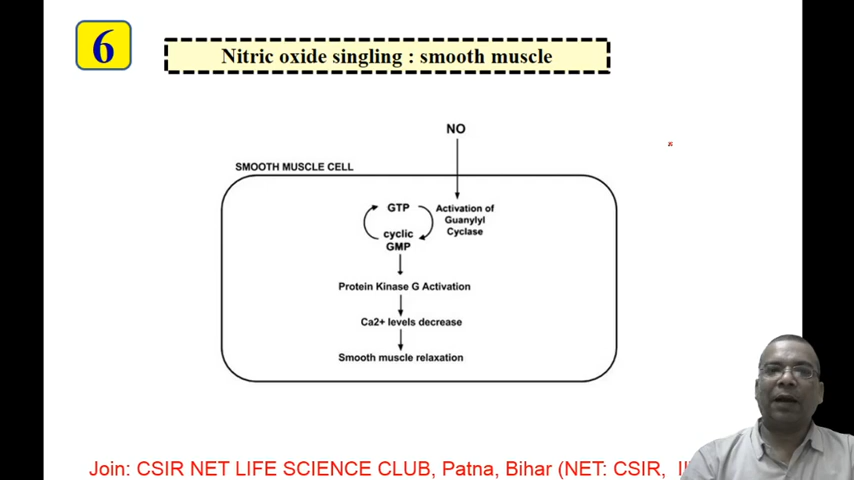 6
Nitric oxide singling : smooth muscle
NO
SMOOTH MUSCLE CELL
GTP
Activation of
Guanylyl
Cyclase
cyclic
GMP
Protein Kinase G Activation
Ca2+ levels decrease
Smooth muscle relaxation
Join: CSIR NET LIFE SCIENCE CLUB, Patna, Bihar (NET: CSIR,